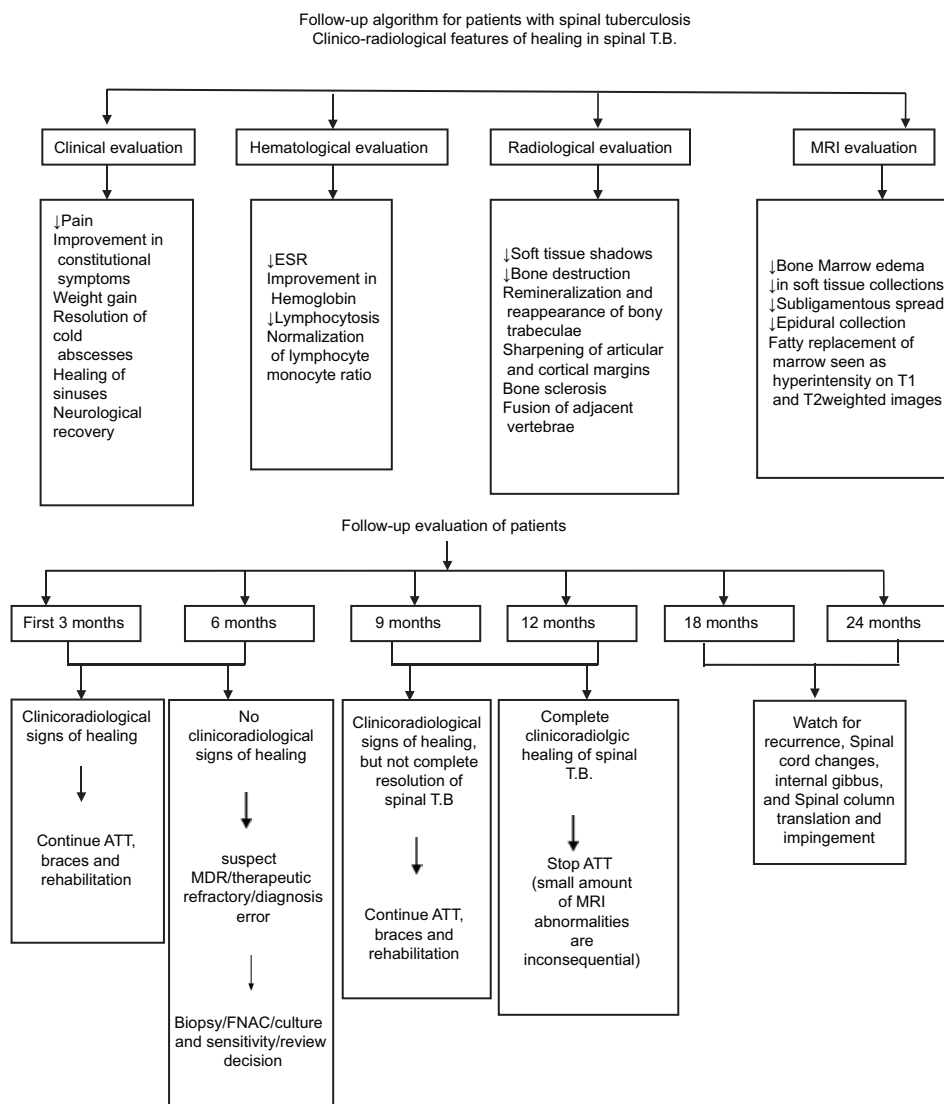 Follow-up algorithm for patients with spinal tuberculosis
Clinico-radiological features of healing in spinal T.B.
Clinical evaluation
Hematological evaluation
Radiological evaluation
MRI evaluation
↓Pain
Improvement in
constitutional
symptoms
Weight gain
Resolution of
cold
abscesses
Healing of
sinuses
Neurological
recovery
↓ESR
Improvement in
Hemoglobin
↓Lymphocytosis
Normalization
of lymphocyte
monocyte ratio
↓Soft tissue shadows
↓Bone destruction
Remineralization and
reappearance of bony
trabeculae
Sharpening of articular
and cortical margins
Bone sclerosis
Fusion of adjacent
vertebrae
↓Bone Marrow edema
↓in soft tissue collections
↓Subligamentous spread
↓Epidural collection
Fatty replacement of
marrow seen as
hyperintensity on T1
and T2weighted images
Follow-up evaluation of patients
First 3 months
6 months
9 months
12 months
18 months
24 months
Clinicoradiological
signs of healing
Continue ATT,
braces and
rehabilitation
No
clinicoradiological
signs of healing
suspect
MDR/therapeutic
refractory/diagnosis
error
Biopsy/FNAC/culture
and sensitivity/review
decision
Clinicoradiological
signs of healing,
but not complete
resolution of
spinal T.B
Continue ATT,
braces and
rehabilitation
Complete
clinicoradiolgic
healing of spinal
T.B.
Stop ATT
(small amount
of MRI
abnormalities
are
inconsequential)
Watch for
recurrence, Spinal
cord changes,
internal gibbus,
and Spinal column
translation and
impingement